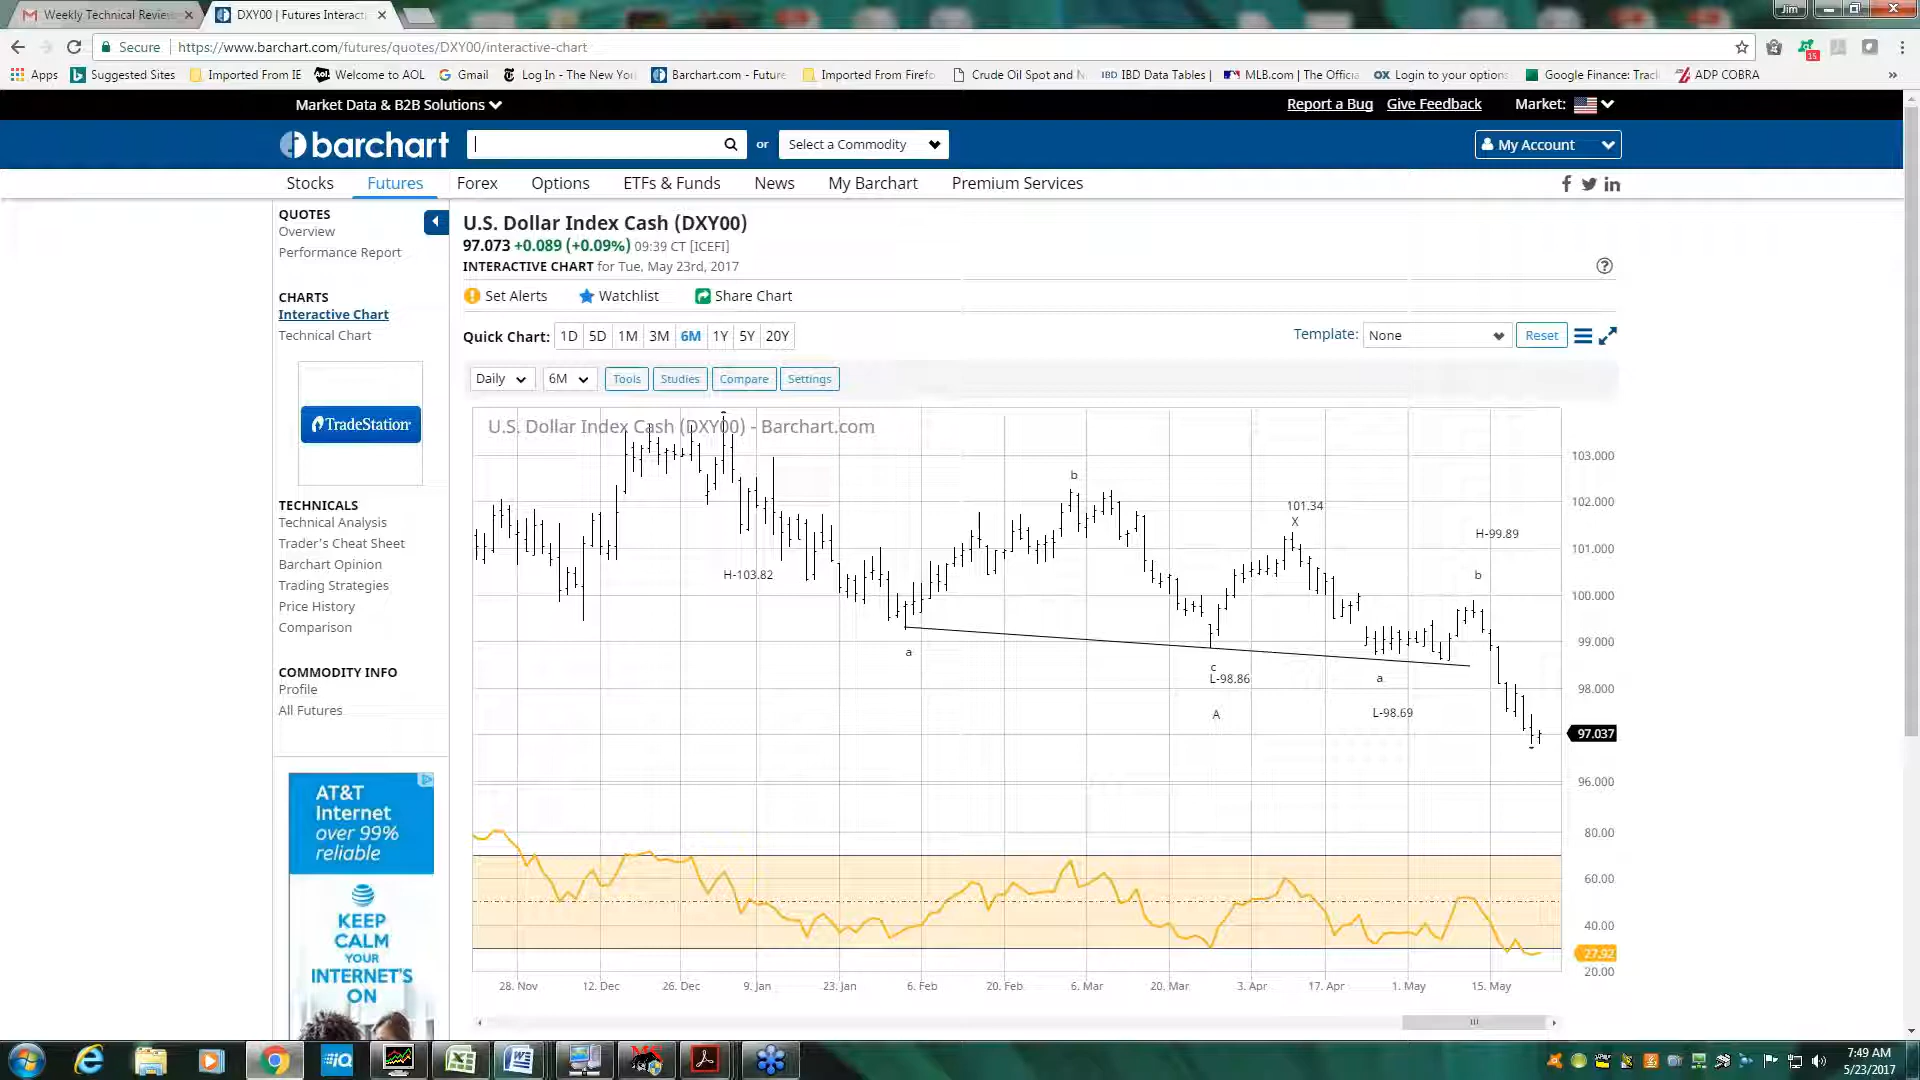 Weekly Technical Review
DXY00 | Futures Interact
Jim
Secure
https://www.barchart.com/futures/quotes/DXY00/interactive-chart
15
Apps Suggested Sites Imported From IE Welcome to AOL Gmail Log In - The New Yo Barchart.com - Future Imported From Firefo Crude Oil Spot and N IBD Data Tables | MLB.com | The Officia Login to your options Google Finance: Track ADP COBRA »
Market Data & B2B Solutions
Report a Bug Give Feedback Market:
barchart
or
Select a Commodity
My Account
Stocks Futures Forex Options ETFs & Funds News My Barchart Premium Services
QUOTES
Overview
Performance Report
CHARTS
Interactive Chart
Technical Chart
TradeStation
TECHNICALS
Technical Analysis
Trader's Cheat Sheet
Barchart Opinion
Trading Strategies
Price History
Comparison
COMMODITY INFO
Profile
All Futures
AT&T
Internet
over 99%
reliable
KEEP
CALM
YOUR
INTERNET'S
ON
U.S. Dollar Index Cash (DXY00)
97.073 +0.089 (+0.09%) 09:39 CT [ICEFI]
INTERACTIVE CHART for Tue, May 23rd, 2017
Set Alerts Watchlist Share Chart
Quick Chart: 1D 5D 1M 3M 6M 1Y 5Y 20Y
Template: None Reset
Daily 6M Tools Studies Compare Settings
U.S. Dollar Index Cash (DXY00) - Barchart.com
103.000
b
102.000
101.34
X
H-99.89
101.000
H-103.82
b
100.000
99.000
a
c
L-98.86
a
98.000
A
L-98.69
97.037
96.000
80.00
60.00
40.00
27.92
20.00
28. Nov 12. Dec 26. Dec 9. Jan 23. Jan 6. Feb 20. Feb 6. Mar 20. Mar 3. Apr 17. Apr 1. May 15. May
7:49 AM
5/23/2017